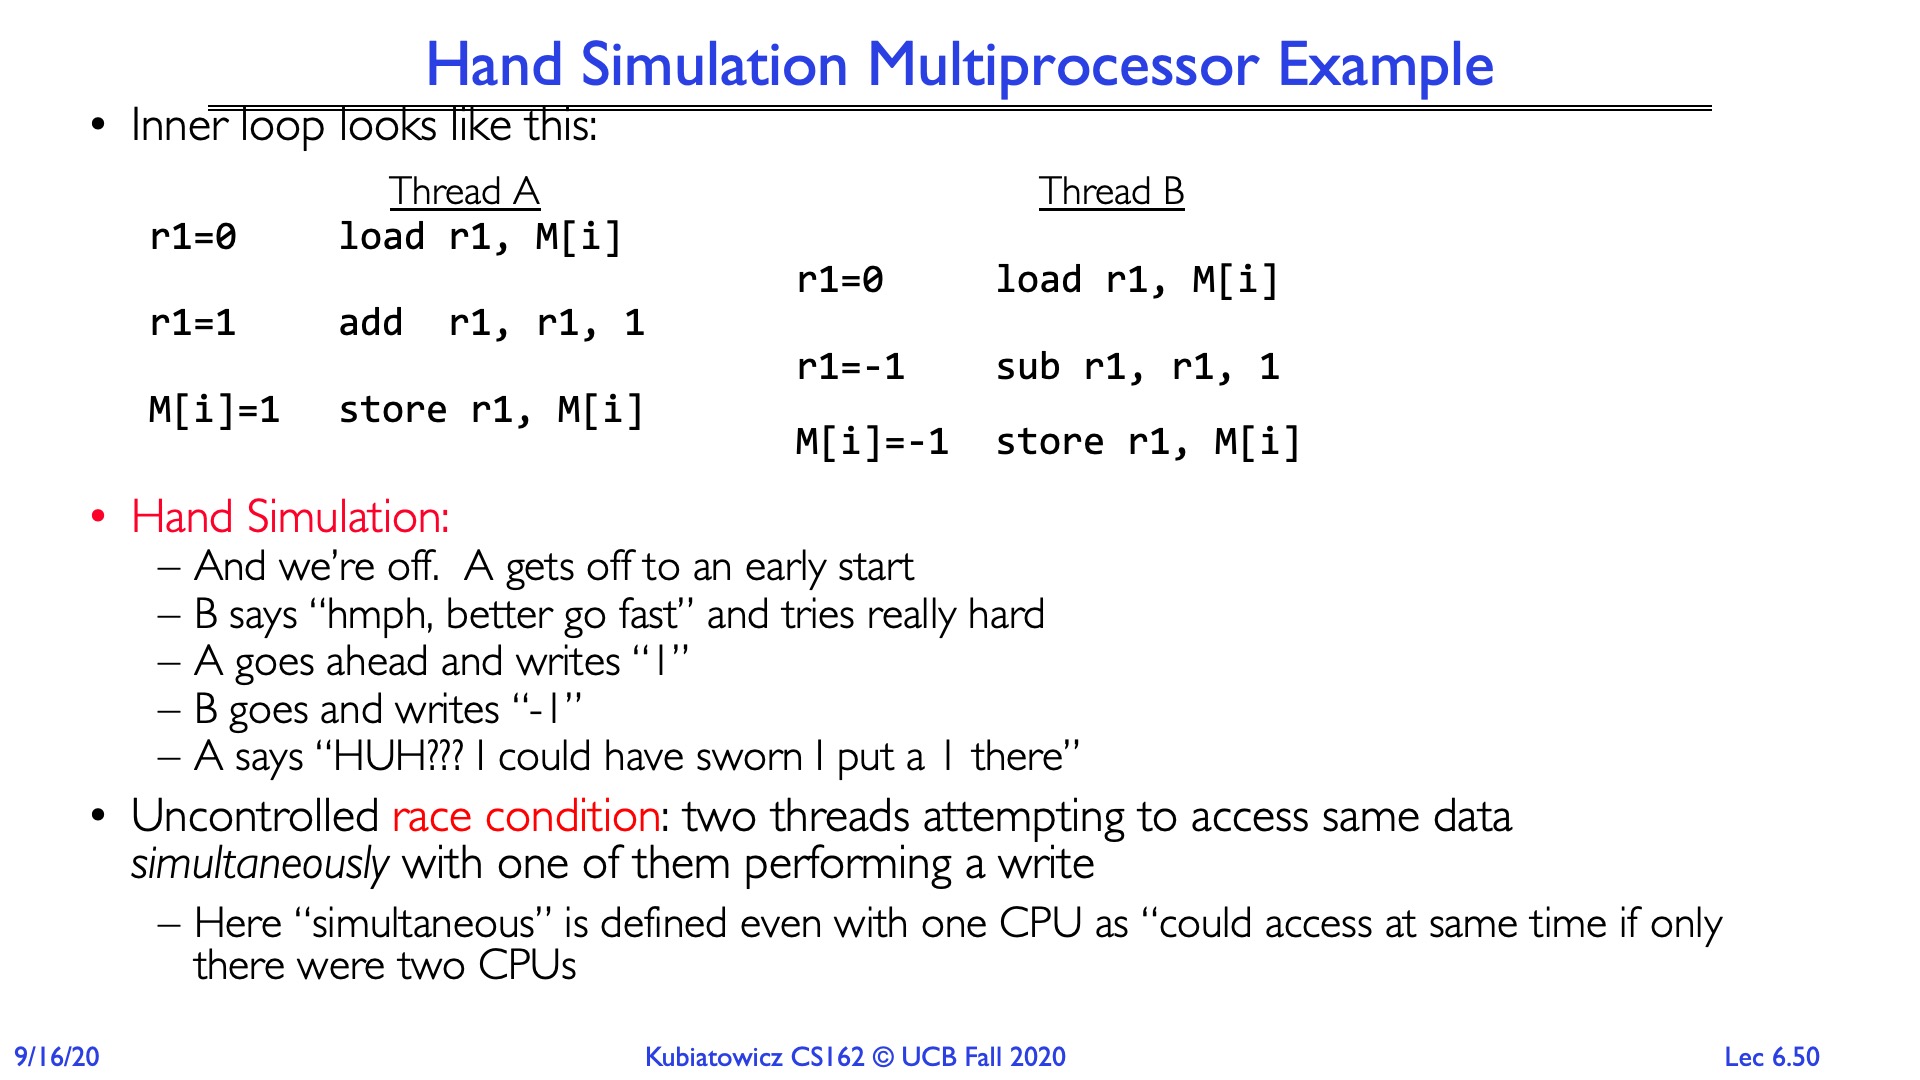 Hand Simulation Multiprocessor Example
• Inner loop looks like this:
Thread A Thread B
r1=0 load r1, M[i]
r1=0 load r1, M[i]
r1=1 add r1, r1, 1
r1=-1 sub r1, r1, 1
M[i]=1 store r1, M[i]
M[i]=-1 store r1, M[i]
• Hand Simulation:
– And we’re off. A gets off to an early start
– B says “hmph, better go fast” and tries really hard
– A goes ahead and writes “1”
– B goes and writes “-1”
– A says “HUH??? I could have sworn I put a 1 there”
• Uncontrolled race condition: two threads attempting to access same data
simultaneously with one of them performing a write
– Here “simultaneous” is defined even with one CPU as “could access at same time if only
there were two CPUs
9/16/20 Kubiatowicz CS162 © UCB Fall 2020 Lec 6.50